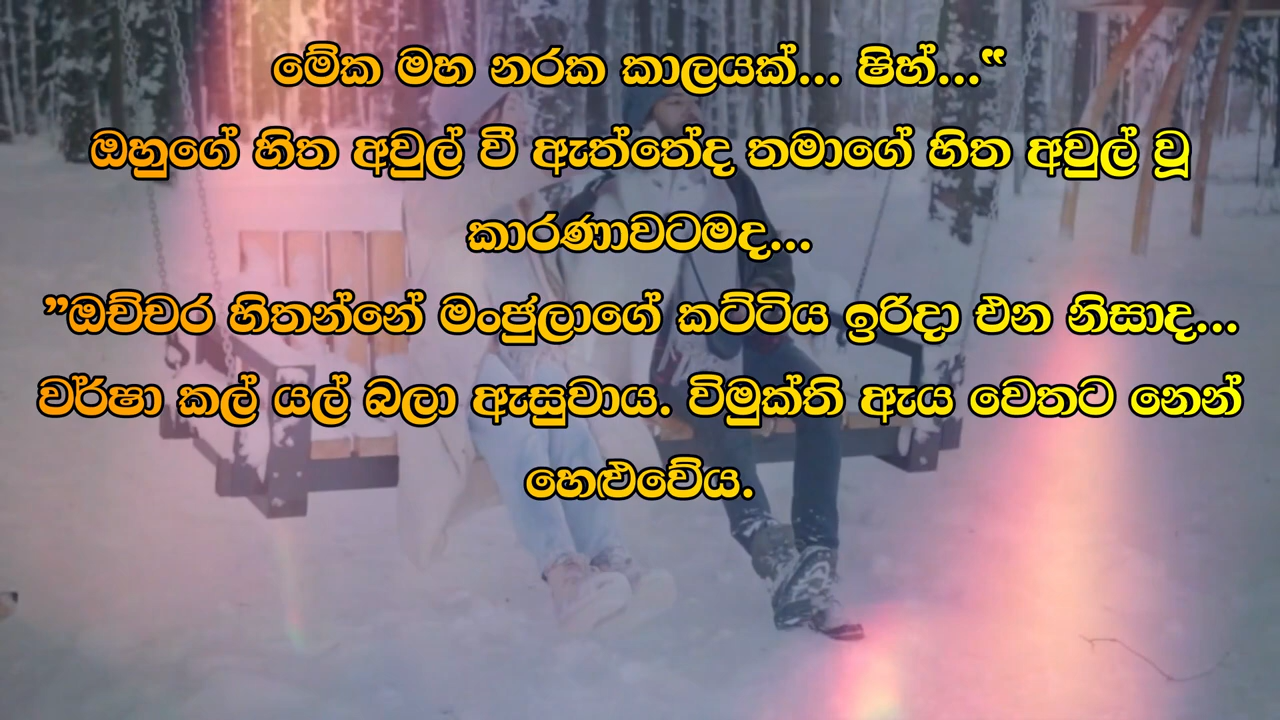 මේක මහ නරක කාලයක්... ෂිහ්...“
ඔහුගේ හිත අවුල් වී ඇත්තේද තමාගේ හිත අවුල් වූ
කාරණාවටමද...
”ඔච්චර හිතන්නේ මංජුලාගේ කට්ටිය ඉරිදා එන නිසාද...
වර්ෂා කල් යල් බලා ඇසුවාය. විමුක්ති ඇය වෙතට නෙත්
හෙළුවේය.